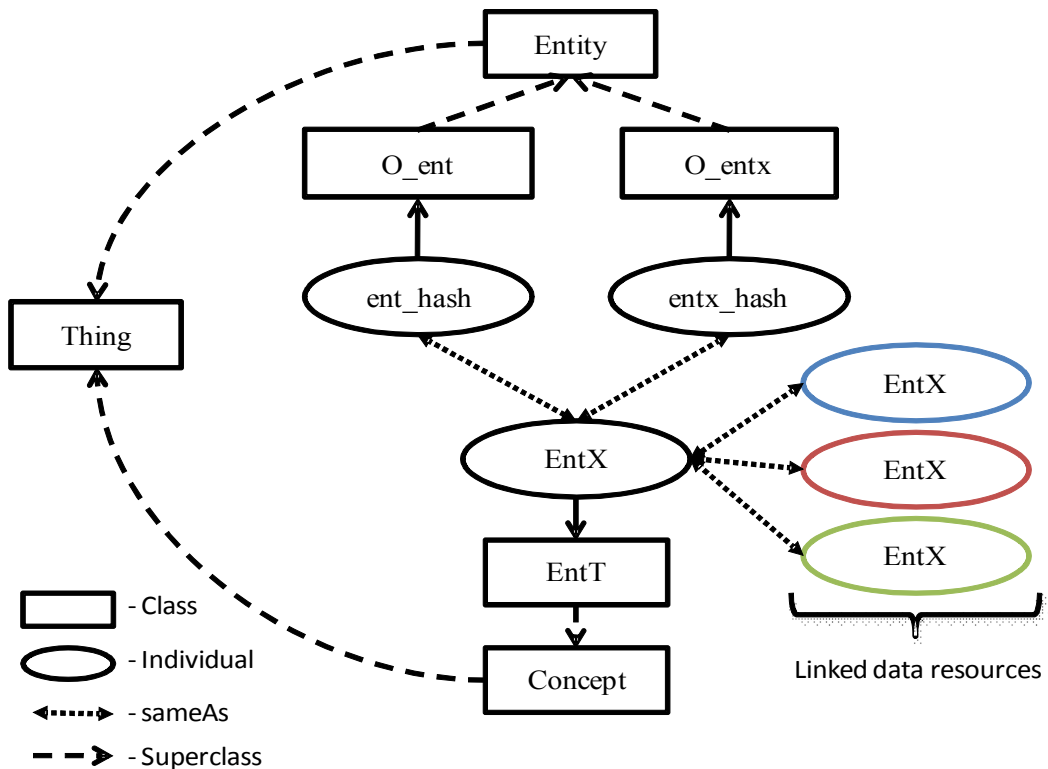 Entity
O_ent
O_entx
ent_hash
entx_hash
Thing
EntX
EntX
EntX
EntX
EntT
Concept
- Class
- Individual
- sameAs
- Superclass
Linked data resources